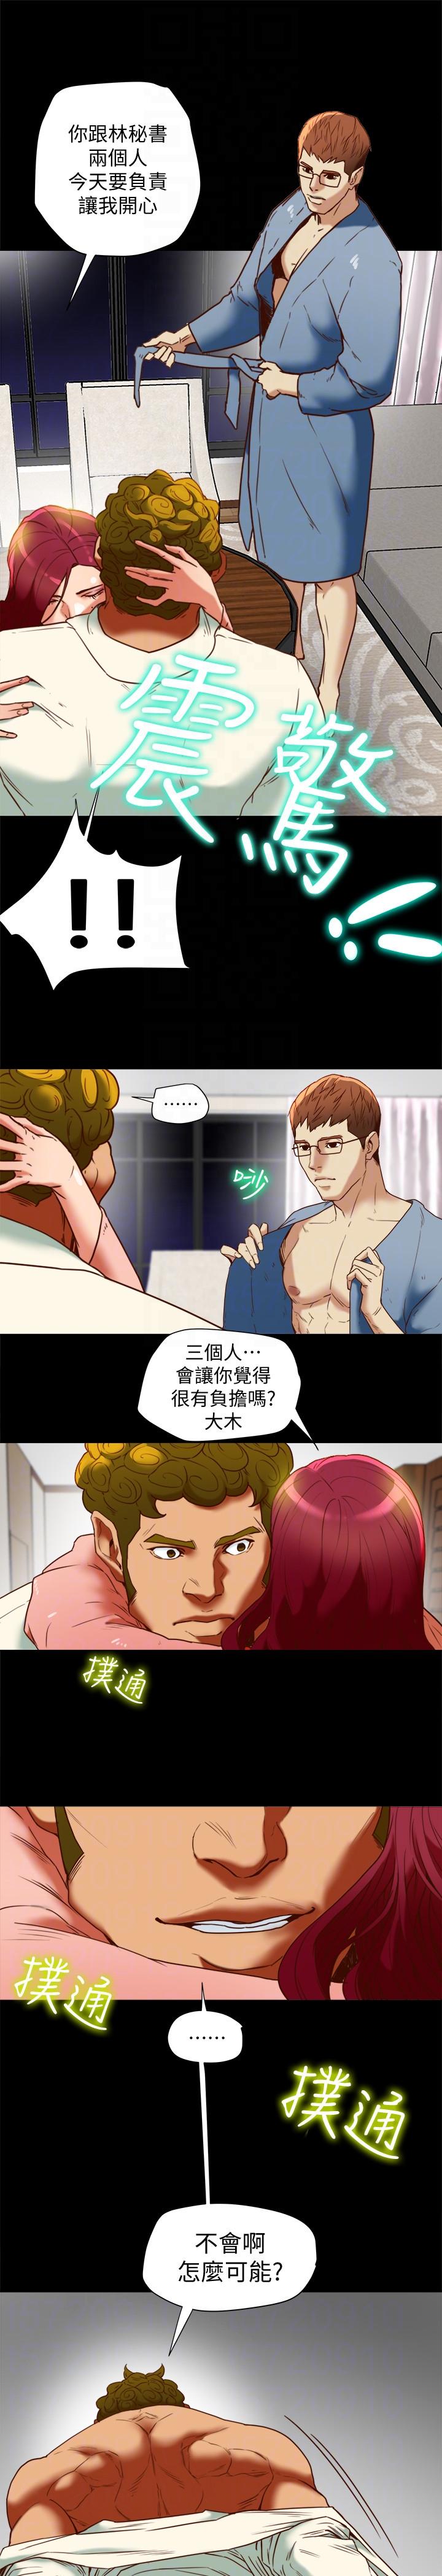 你跟林秘書
兩個人
今天要負責
讓我開心
震驚!
!!
......
唦
三個人…
會讓你覺得
很有負擔嗎?
大木
撲通
撲通
......
撲通
不會啊
怎麼可能?